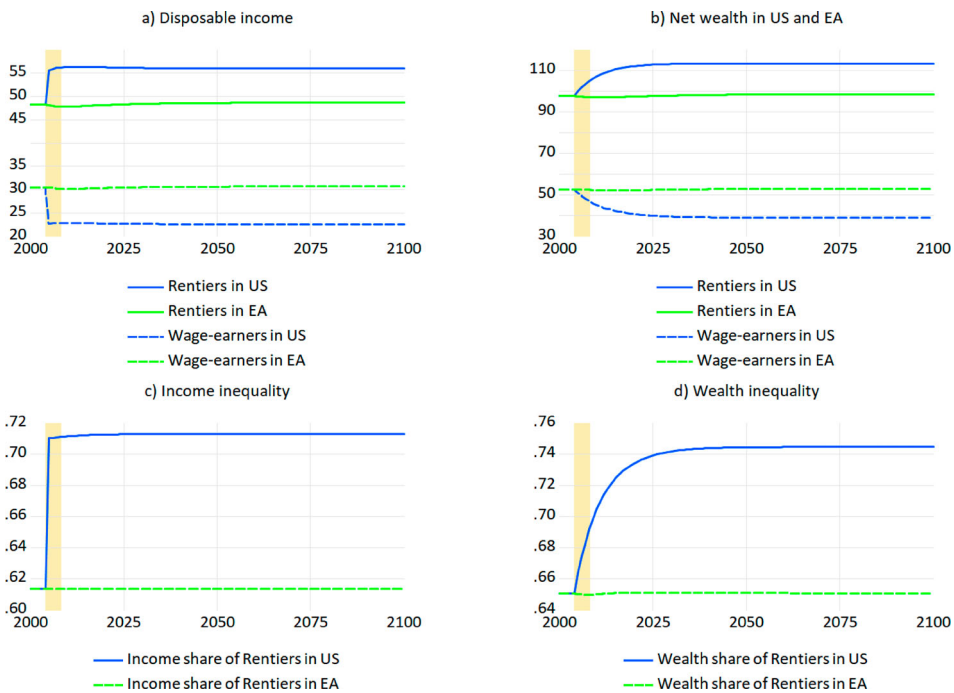 a) Disposable income
55
50
45
35
30
25
20
2000 2025 2050 2075 2100
Rentiers in US
Rentiers in EA
Wage-earners in US
Wage-earners in EA
b) Net wealth in US and EA
110
90
70
50
30
2000 2025 2050 2075 2100
Rentiers in US
Rentiers in EA
Wage-earners in US
Wage-earners in EA
c) Income inequality
.72
.70
.68
.66
.64
.62
.60
2000 2025 2050 2075 2100
Income share of Rentiers in US
Income share of Rentiers in EA
d) Wealth inequality
.76
.74
.72
.70
.68
.66
.64
2000 2025 2050 2075 2100
Wealth share of Rentiers in US
Wealth share of Rentiers in EA